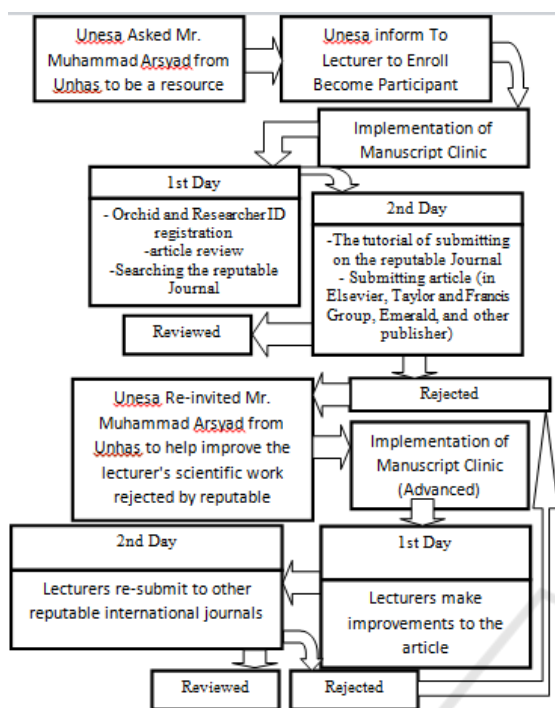 Unesa Asked Mr.
Muhammad Arsyad from
Unhas to be a resource
Unesa inform To
Lecturer to Enroll
Become Participant
Implementation of
Manuscript Clinic
1st Day
- Orchid and Researcher ID
registration
-article review
-Searching the reputable
Journal
2nd Day
-The tutorial of submitting
on the reputable Journal
- Submitting article (in
Elsevier, Taylor and Francis
Group, Emerald, and other
publisher)
Reviewed
Rejected
Unesa Re-invited Mr.
Muhammad Arsyad from
Unhas to help improve the
lecturer's scientific work
rejected by reputable
Implementation of
Manuscript Clinic
(Advanced)
2nd Day
Lecturers re-submit to other
reputable international journals
1st Day
Lecturers make
improvements to the
article
Reviewed
Rejected